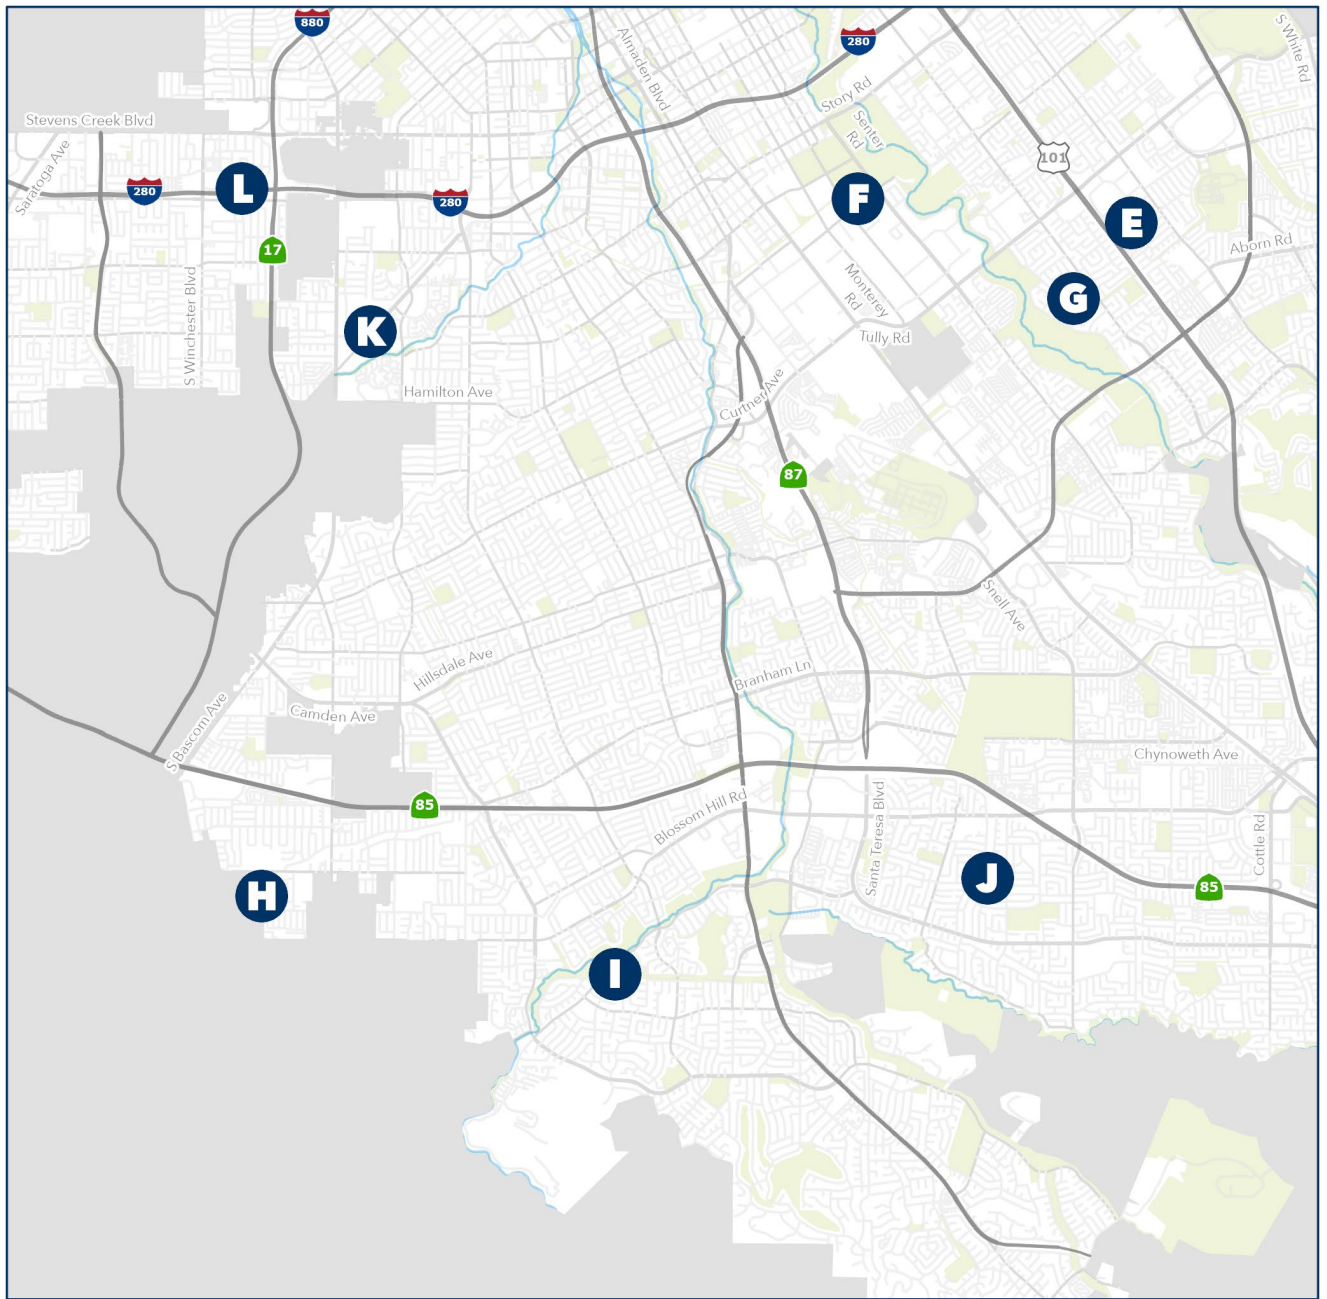 880
Almaden Blvd
280
S White Rd
Story Rd
Stevens Creek Blvd
Senter
Rd
Saratoga Ave
101
280
L
280
F
E
17
Aborn Rd
S Winchester Blvd
Monterey
Rd
G
K
Tully Rd
Hamilton Ave
Curtner Ave
87
Snell Ave
Hillsdale Ave
Branham Ln
S Bascom Ave
Camden Ave
Chynoweth Ave
85
Blossom Hill Rd
Santa Teresa Blvd
Cottle Rd
H
J
85
I